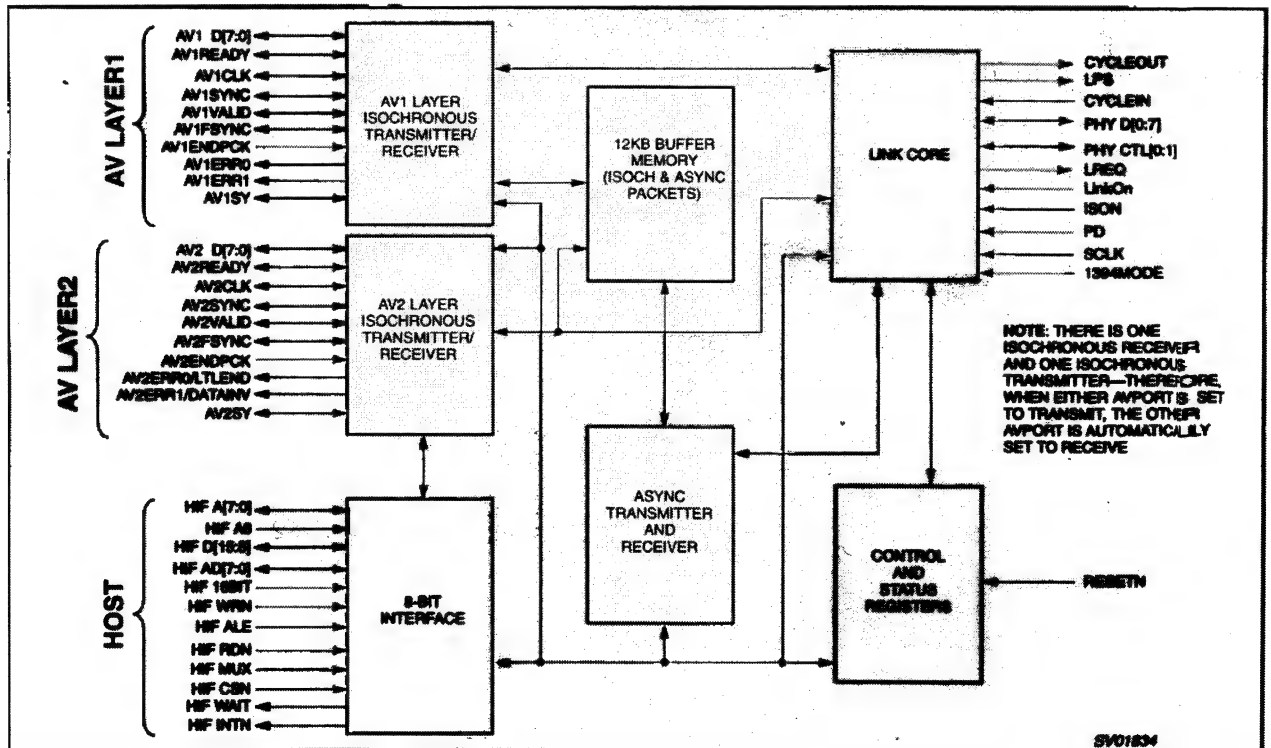 AV LAYER1
AV1 D[7:0]
AV1READY
AV1CLK
AV1SYNC
AV1VALID
AV1FSYNC
AV1ENDPCK
AV1ERR0
AV1ERR1
AV1SY
AV1 LAYER
ISOCHRONOUS
TRANSMITTER/
RECEIVER
AV LAYER2
AV2 D[7:0]
AV2READY
AV2CLK
AV2SYNC
AV2VALID
AV2FSYNC
AV2ENDPCK
AV2ERR0/LTLEND
AV2ERR1/DATAINV
AV2SY
AV2 LAYER
ISOCHRONOUS
TRANSMITTER/
RECEIVER
HOST
HIF A[7:0]
HIF A8
HIF D[15:8]
HIF AD[7:0]
HIF 16BIT
HIF WRN
HIF ALE
HIF RDN
HIF MUX
HIF CSN
HIF WAIT
HIF INTN
8-BIT
INTERFACE
12KB BUFFER
MEMORY
(ISOCH & ASYNC
PACKETS)
ASYNC
TRANSMITTER
AND
RECEIVER
LINK CORE
CYCLEOUT
LPS
CYCLEIN
PHY D[0:7]
PHY CTL[0:1]
LREQ
LinkOn
ISON
PD
SCLK
1394MODE
NOTE: THERE IS ONE
ISOCHRONOUS RECEIVER
AND ONE ISOCHRONOUS
TRANSMITTER—THEREFORE,
WHEN EITHER AVPORT IS SET
TO TRANSMIT, THE OTHER
AVPORT IS AUTOMATICALLY
SET TO RECEIVE
CONTROL
AND
STATUS
REGISTERS
RESETN
SV01834